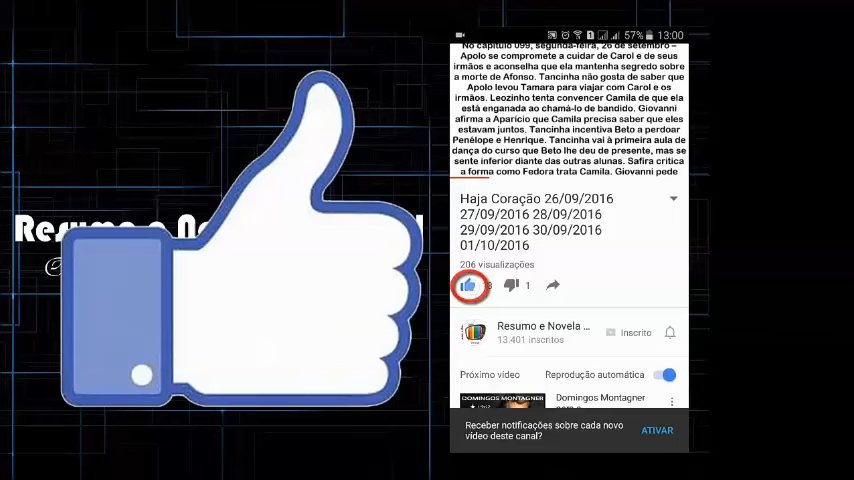 57% 13:00
No capítulo 099, segunda-feira, 26 de setembro –
Apolo se compromete a cuidar de Carol e de seus
irmãos e aconselha que ela mantenha segredo sobre
a morte de Afonso. Tancinha não gosta de saber que
Apolo levou Tamara para viajar com Carol e os
irmãos. Leozinho tenta convencer Camila de que ela
está enganada ao chamá-lo de bandido. Giovanni
afirma a Aparício que Camila precisa saber que eles
estavam juntos. Tancinha incentiva Beto a perdoar
Penélope e Henrique. Tancinha vai à primeira aula de
dança do curso que Beto lhe deu de presente, mas se
sente inferior diante das outras alunas. Safira critica
a forma como Fedora trata Camila. Giovanni pede
Haja Coração 26/09/2016
27/09/2016 28/09/2016
29/09/2016 30/09/2016
01/10/2016
206 visualizações
1
Resumo e Novela ...
Inscrito
13.401 inscritos
Próximo vídeo Reprodução automática
DOMINGOS MONTAGNER
Domingos Montagner
Receber notificações sobre cada novo
vídeo deste canal?
ATIVAR
Resumo e No